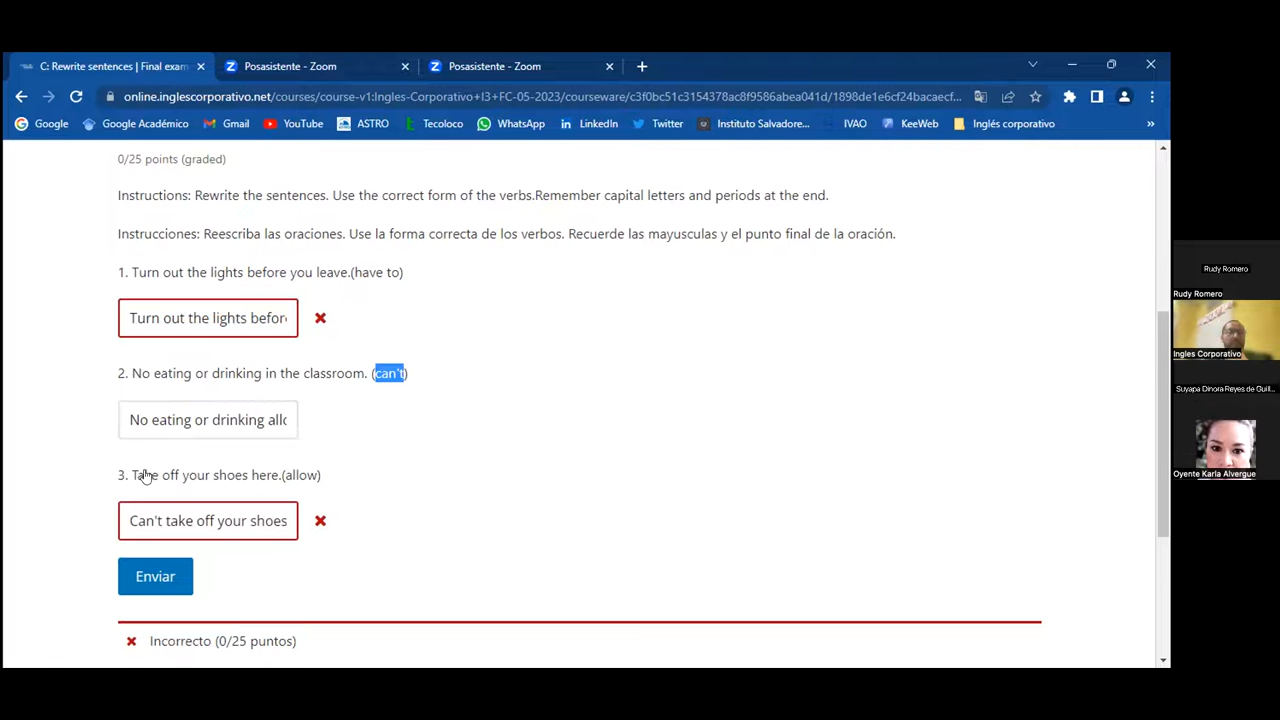 C: Rewrite sentences | Final exam
Posasistente - Zoom
Posasistente - Zoom
online.inglescorporativo.net/courses/course-v1:Ingles-Corporativo+I3+FC-05-2023/courseware/c3f0bc51c3154378ac8f9586abea041d/1898de1e6cf24bacaecf...
Google
Google Académico
Gmail
YouTube
ASTRO
Tecoloco
WhatsApp
LinkedIn
Twitter
Instituto Salvadore...
IVAO
KeeWeb
Inglés corporativo
»
0/25 points (graded)
Instructions: Rewrite the sentences. Use the correct form of the verbs.Remember capital letters and periods at the end.
Instrucciones: Reescriba las oraciones. Use la forma correcta de los verbos. Recuerde las mayusculas y el punto final de la oración.
1. Turn out the lights before you leave.(have to)
Turn out the lights before
2. No eating or drinking in the classroom. (can't)
No eating or drinking allo
3. Take off your shoes here.(allow)
Can't take off your shoes
Enviar
Incorrecto (0/25 puntos)
Rudy Romero
Rudy Romero
Ingles Corporativo
Suyapa Dinora Reyes de Guil...
Oyente Karla Alvergue